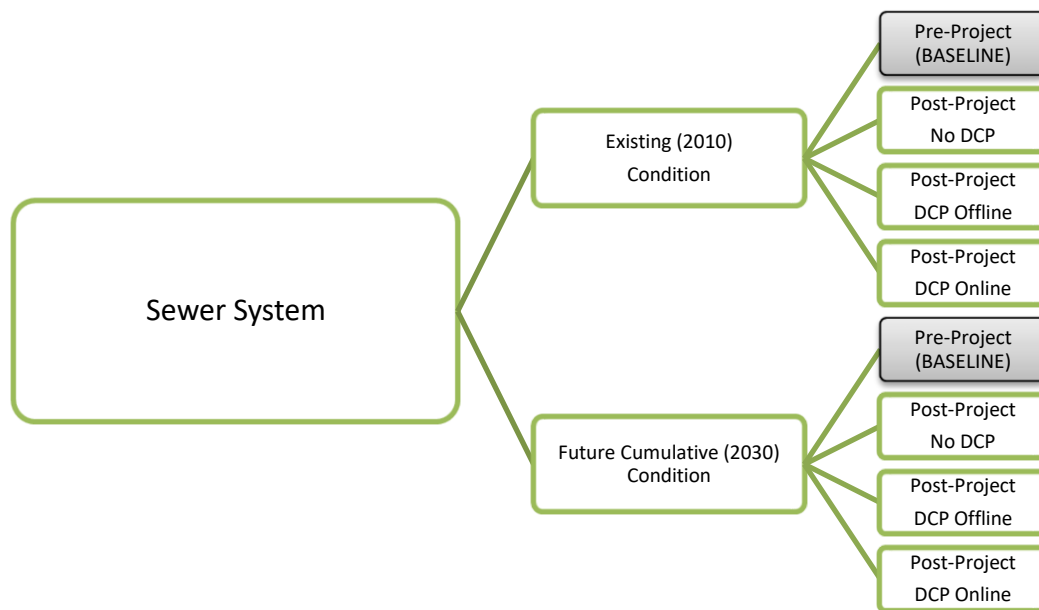 Sewer System
Existing (2010)
Condition
Pre-Project
(BASELINE)
Post-Project
No DCP
Post-Project
DCP Offline
Post-Project
DCP Online
Future Cumulative (2030)
Condition
Pre-Project
(BASELINE)
Post-Project
No DCP
Post-Project
DCP Offline
Post-Project
DCP Online